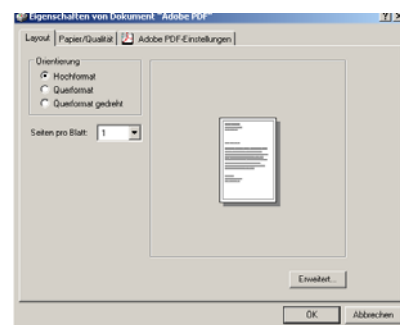 Eigenschaften von Dokument "Adobe PDF"
Layout Papier/Qualität Adobe PDF-Einstellungen
Orientierung
Hochformat
Querformat
Querformat gedreht
Seiten pro Blatt: 1
Erweitert...
OK Abbrechen